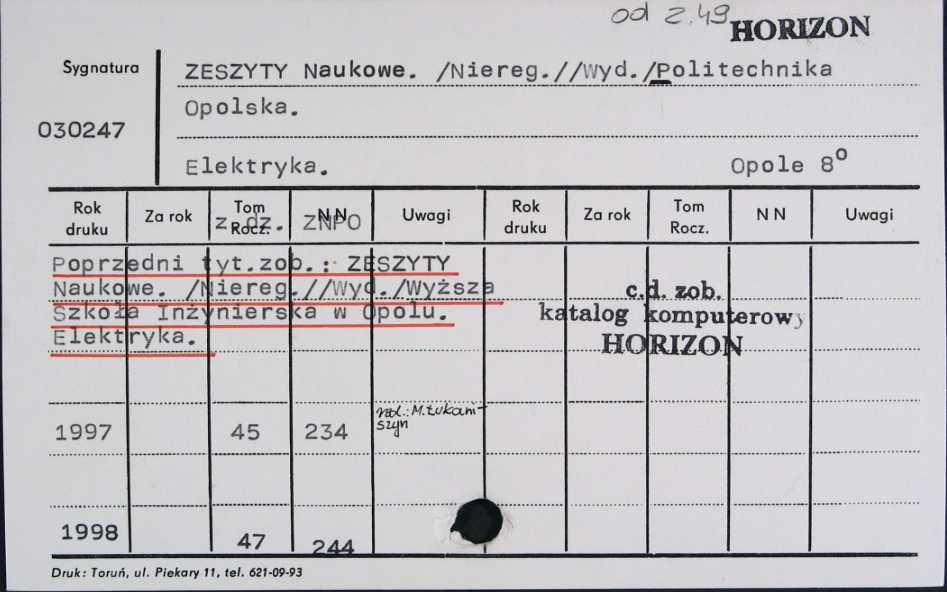 od z.49
HORIZON
Sygnatura
ZESZYTY Naukowe. /Niereg.//Wyd./Politechnika
Opolska.
030247
Elektryka. Opole 8°
Rok druku Za rok Tom Rocz. N N Uwagi Rok druku Za rok Tom Rocz. N N Uwagi
z. dz. ZNPO
Poprzedni tyt.zob.: ZESZYTY
Naukowe. /Niereg.//Wyd./Wyższa
Szkoła Inżynierska w Opolu.
Elektryka.
c.d. zob.
katalog komputerowy
HORIZON
1997 45 234 red.: M.Łukani-
szyn
1998 47 244
Druk: Toruń, ul. Piekary 11, tel. 621-09-93